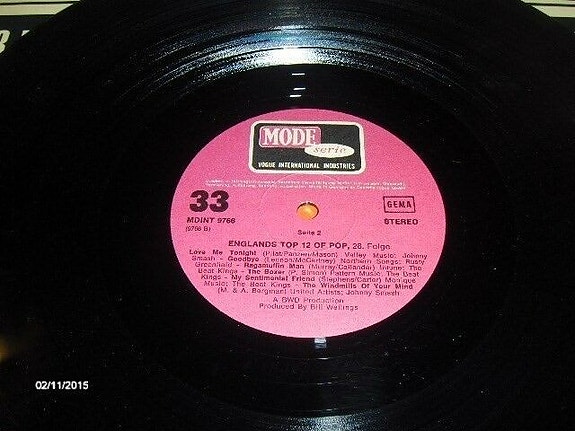 MODE
serie
VOGUE INTERNATIONAL INDUSTRIES
33
MDINT 9766
(9766 B)
GEMA
STEREO
Seite 2
ENGLANDS TOP 12 OF POP, 28. Folge
Love Me Tonight (Pilat/Panzeri/Mason) Valley Music: Johnny
Smash - Goodbye (Lennon/McCartney) Northern Songs: Rusty
Greenfield - Ragamuffin Man (Murray/Callander) Intune: The
Beat Kings - The Boxer (P. Simon) Pattern Music: The Beat
Kings - My Sentimental Friend (Stephens/Carter) Monique
Music: The Beat Kings - The Windmills Of Your Mind
(M. & A. Bergman) United Artists: Johnny Smash
A BWD Production
Produced by Bill Wellings
02/11/2015